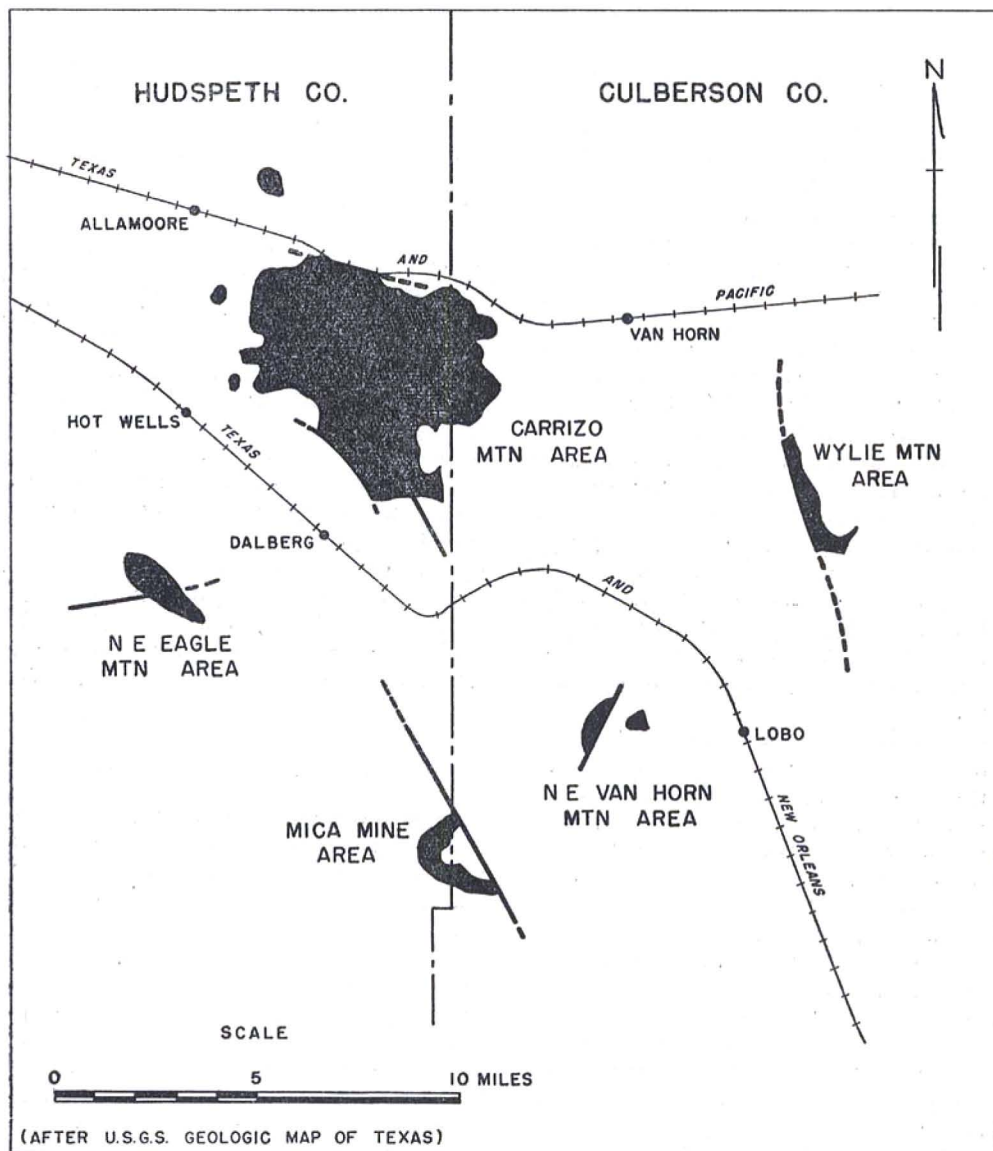 HUDSPETH CO.
CULBERSON CO.
N
TEXAS
ALLAMOORE
AND
PACIFIC
VAN HORN
HOT WELLS
TEXAS
CARRIZO
MTN AREA
WYLIE MTN
AREA
DALBERG
AND
N E EAGLE
MTN AREA
LOBO
N E VAN HORN
MTN AREA
MICA MINE
AREA
NEW ORLEANS
SCALE
0 5 10 MILES
(AFTER U.S.G.S. GEOLOGIC MAP OF TEXAS)